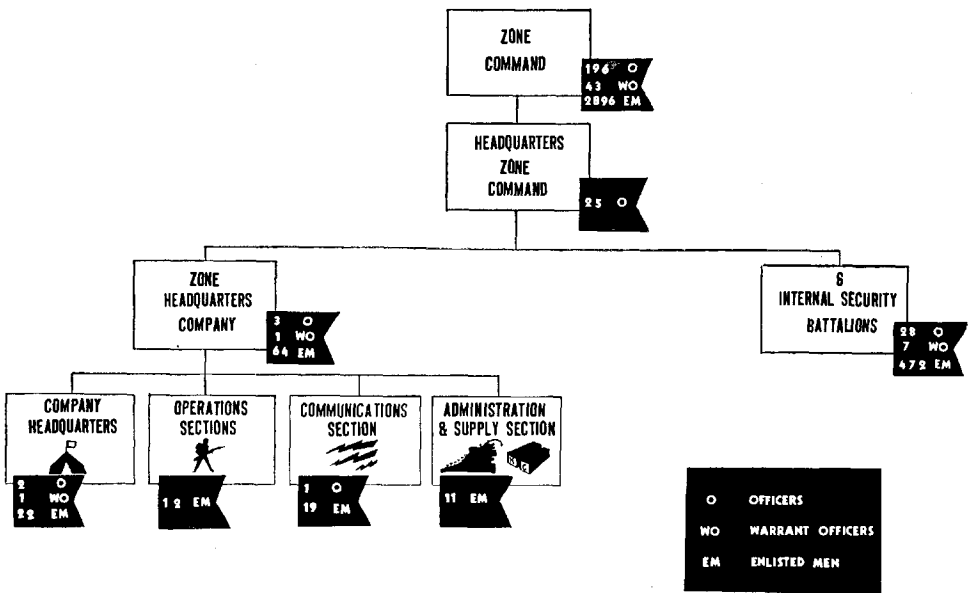 ZONE
COMMAND
196 O
43 WO
2896 EM
HEADQUARTERS
ZONE
COMMAND
25 O
ZONE
HEADQUARTERS
COMPANY
3 O
1 WO
64 EM
6
INTERNAL SECURITY
BATTALIONS
28 O
7 WO
472 EM
COMPANY
HEADQUARTERS
2 O
1 WO
22 EM
OPERATIONS
SECTIONS
12 EM
COMMUNICATIONS
SECTION
1 O
19 EM
ADMINISTRATION
& SUPPLY SECTION
11 EM
O OFFICERS
WO WARRANT OFFICERS
EM ENLISTED MEN